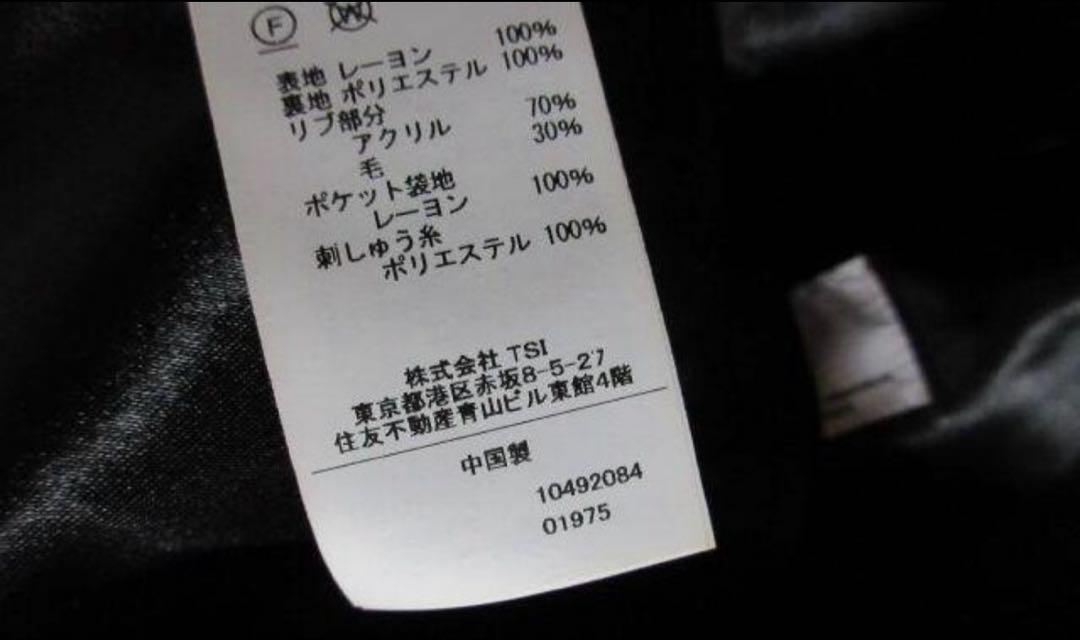 F
W
表地 レーヨン 100%
裏地 ポリエステル 100%
リブ部分
アクリル 70%
毛 30%
ポケット袋地
レーヨン 100%
刺しゅう糸
ポリエステル 100%
株式会社 TSI
東京都港区赤坂8-5-27
住友不動産青山ビル東館4階
中国製
10492084
01975